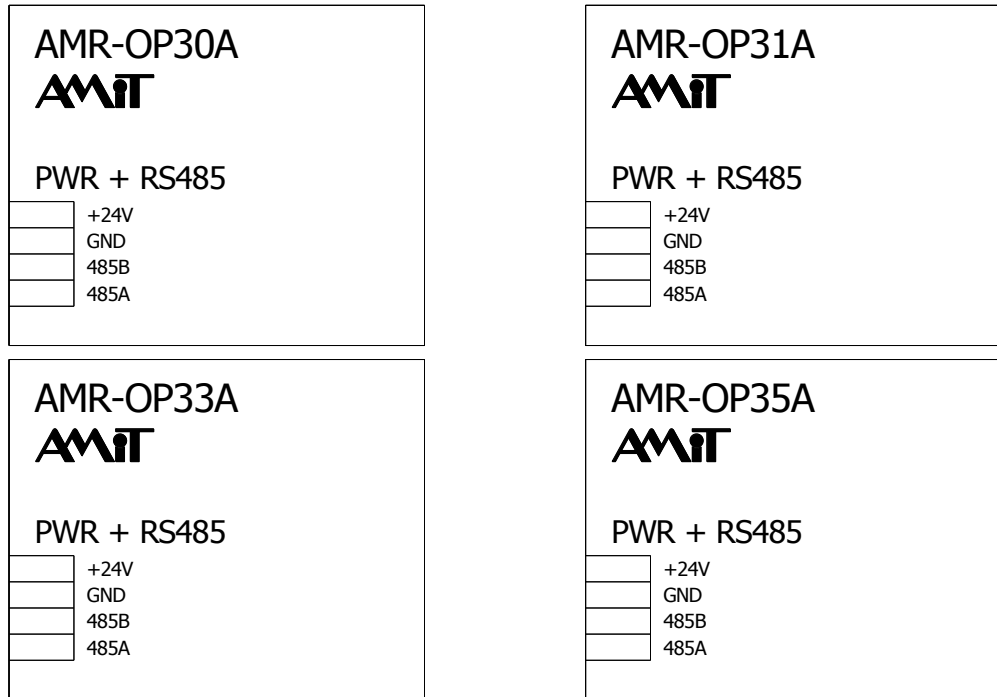 AMR-OP30A
AMiT
PWR + RS485
+24V
GND
485B
485A
AMR-OP31A
AMiT
PWR + RS485
+24V
GND
485B
485A
AMR-OP33A
AMiT
PWR + RS485
+24V
GND
485B
485A
AMR-OP35A
AMiT
PWR + RS485
+24V
GND
485B
485A